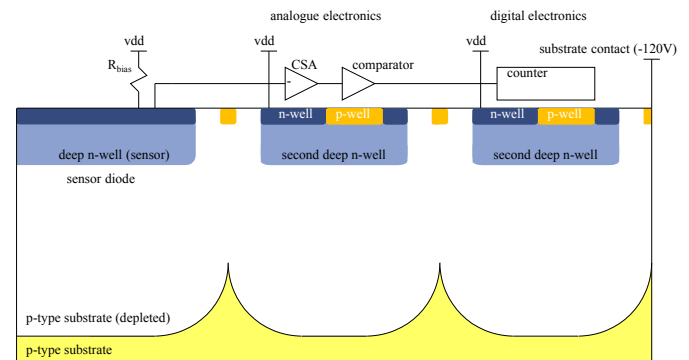 analogue electronics
digital electronics
vdd
vdd
vdd
substrate contact (-120V)
Rbias
CSA
comparator
counter
-
n-well
p-well
n-well
p-well
deep n-well (sensor)
second deep n-well
second deep n-well
sensor diode
p-type substrate (depleted)
p-type substrate